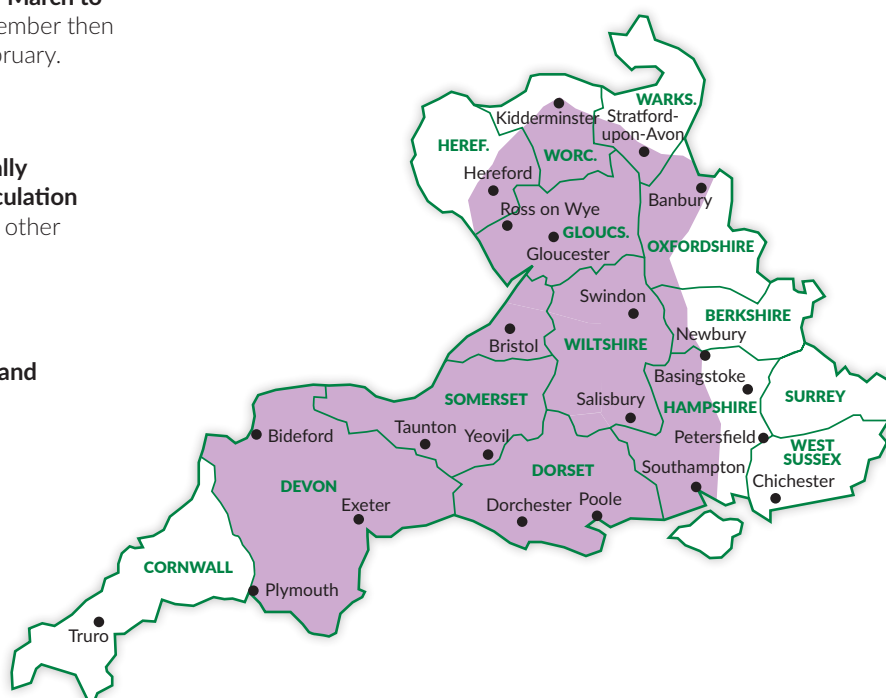 March to
ember then
oruary.
ally
culation
other
and
WARKS.
Kidderminster
Stratford-
upon-Avon
HEREF.
WORC.
Hereford
Banbury
Ross on Wye
GLOUCS.
Gloucester
OXFORDSHIRE
Swindon
BERKSHIRE
Bristol
WILTSHIRE
Newbury
Basingstoke
SOMERSET
Salisbury
HAMPSHIRE
SURREY
Taunton
Yeovil
Bideford
Petersfield
WEST
SUSSEX
Southampton
DORSET
Chichester
DEVON
Exeter
Dorchester
Poole
CORNWALL
Plymouth
Truro